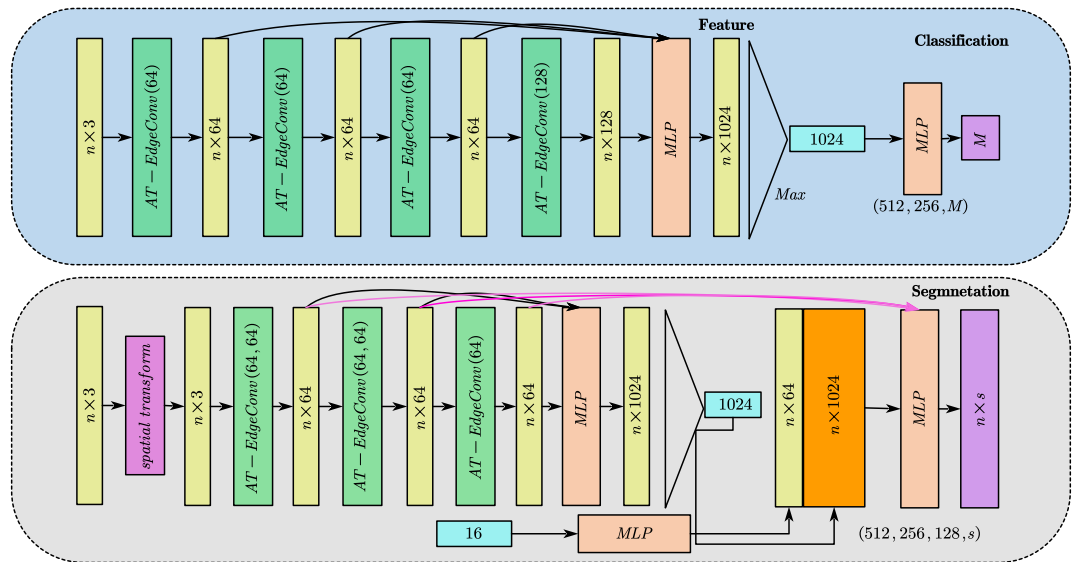 Feature
Classification
n×3
AT−EdgeConv(64)
n×64
AT−EdgeConv(64)
n×64
AT−EdgeConv(64)
n×64
AT−EdgeConv(128)
n×128
MLP
n×1024
Max
1024
MLP
(512,256,M)
M
Segmnetation
n×3
spatial transform
n×3
AT−EdgeConv(64,64)
n×64
AT−EdgeConv(64,64)
n×64
AT−EdgeConv(64)
n×64
MLP
n×1024
1024
n×64
n×1024
MLP
n×s
16
MLP
(512,256,128,s)